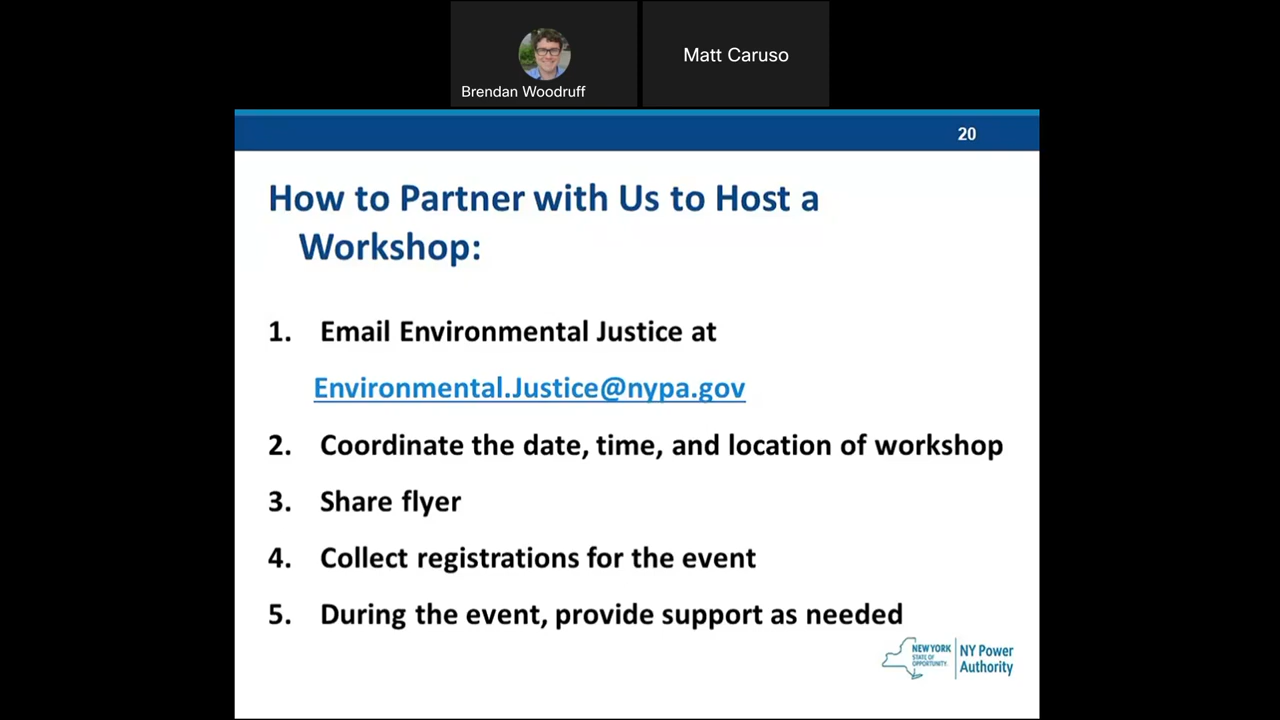 Brendan Woodruff
Matt Caruso
20
How to Partner with Us to Host a
Workshop:
1. Email Environmental Justice at
Environmental.Justice@nypa.gov
2. Coordinate the date, time, and location of workshop
3. Share flyer
4. Collect registrations for the event
5. During the event, provide support as needed
NEW YORK
STATE OF
OPPORTUNITY.
NY Power
Authority